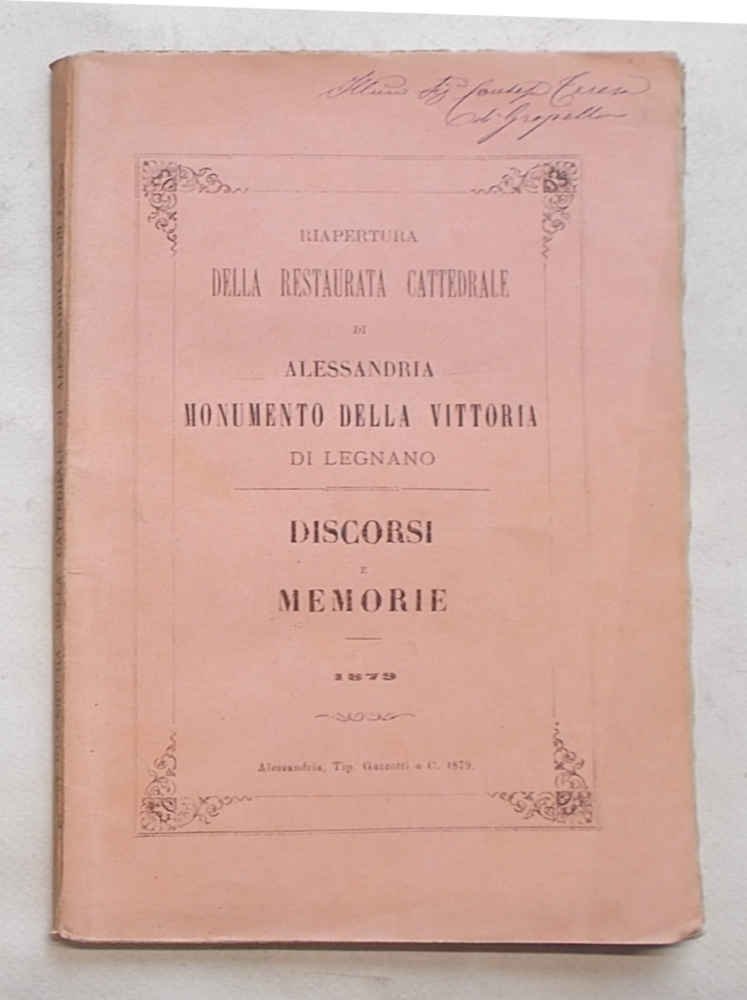 RIAPERTURA
DELLA RESTAURATA CATTEDRALE
DI
ALESSANDRIA
MONUMENTO DELLA VITTORIA
DI LEGNANO
DISCORSI
E
MEMORIE
1879
Alessandria, Tip. Gazzotti e C. 1879.